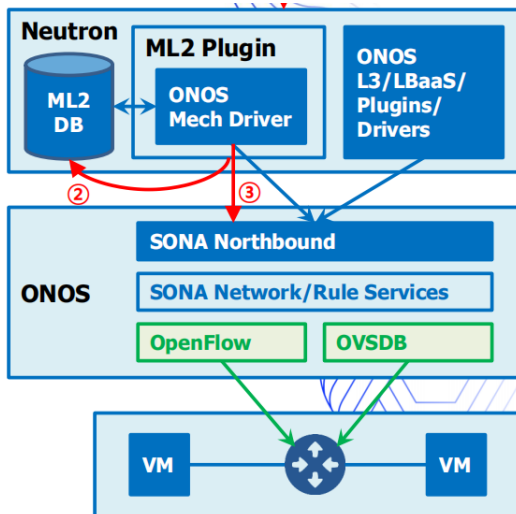 Neutron
ML2
DB
ML2 Plugin
ONOS
Mech Driver
ONOS
L3/LBaaS/
Plugins/
Drivers
②
③
ONOS
SONA Northbound
SONA Network/Rule Services
OpenFlow
OVSDB
VM
VM